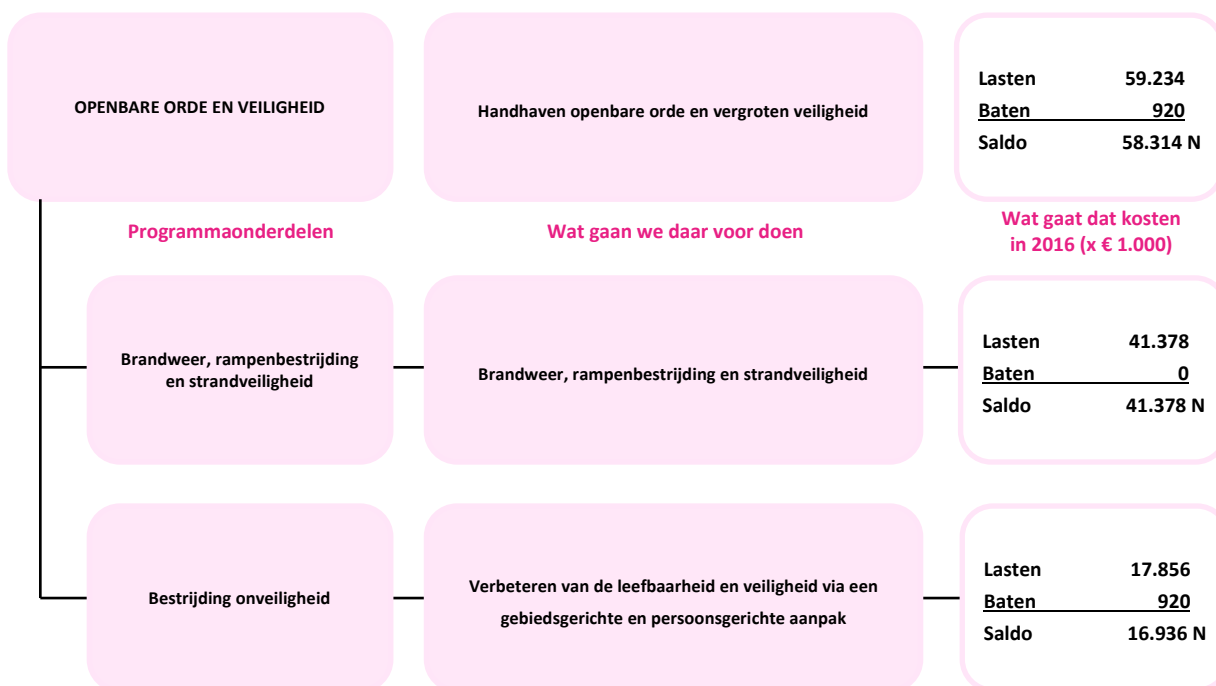 OPENBARE ORDE EN VEILIGHEID
Handhaven openbare orde en vergroten veiligheid
Lasten 59.234
Baten 920
Saldo 58.314 N
Programmaonderdelen
Wat gaan we daar voor doen
Wat gaat dat kosten
in 2016 (x € 1.000)
Brandweer, rampenbestrijding
en strandveiligheid
Brandweer, rampenbestrijding en strandveiligheid
Lasten 41.378
Baten 0
Saldo 41.378 N
Bestrijding onveiligheid
Verbeteren van de leefbaarheid en veiligheid via een
gebiedsgerichte en persoonsgerichte aanpak
Lasten 17.856
Baten 920
Saldo 16.936 N